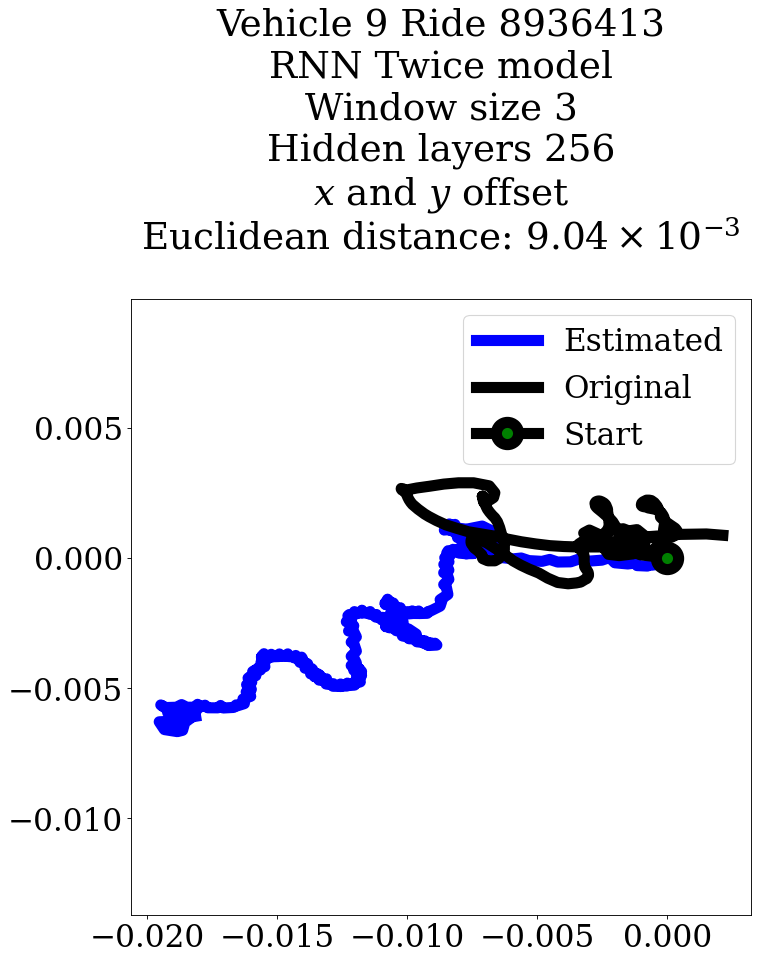 Vehicle 9 Ride 8936413
RNN Twice model
Window size 3
Hidden layers 256
x and y offset
Euclidean distance: 9.04 × 10⁻³
Estimated
Original
Start
0.005
0.000
−0.005
−0.010
−0.020 −0.015 −0.010 −0.005 0.000